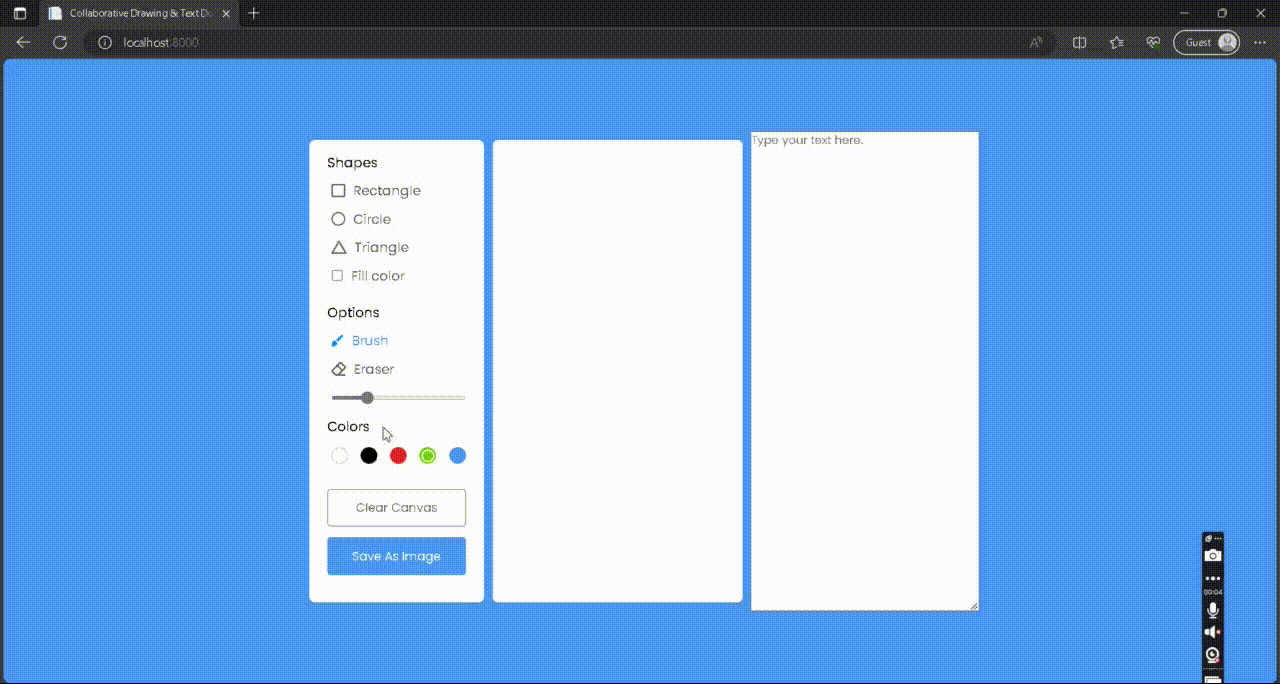 Collaborative Drawing & Text Do
localhost:8000
Guest
Shapes
Rectangle
Circle
Triangle
Fill color
Options
Brush
Eraser
Colors
Clear Canvas
Save As Image
Type your text here.
00:04